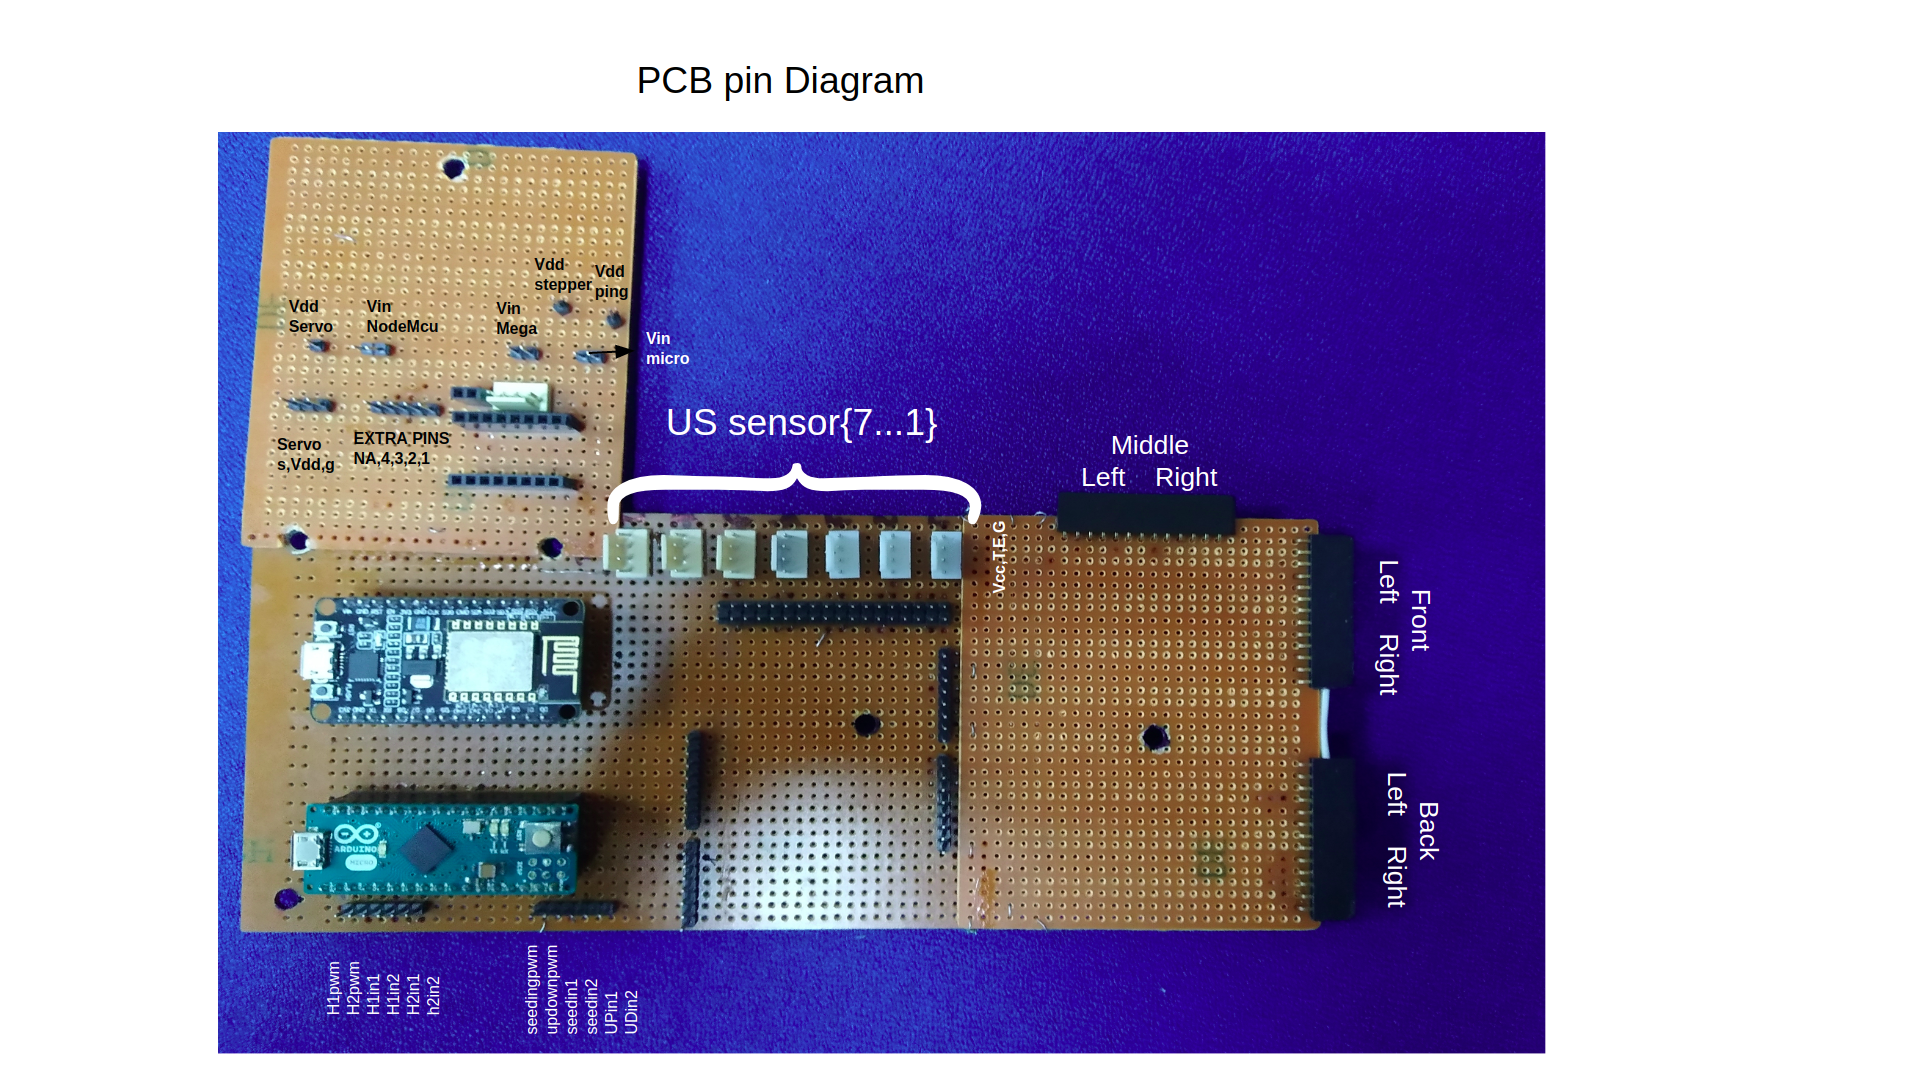 PCB pin Diagram
Vdd
stepper
Vdd
ping
Vdd
Servo
Vin
NodeMcu
Vin
Mega
Vin
micro
US sensor{7...1}
Servo
s,Vdd,g
EXTRA PINS
NA,4,3,2,1
Middle
Left Right
Vcc,T,E,G
Front
Left Right
Back
Left Right
ARDUINO
MICRO
H1pwm
H2pwm
H1in1
H1in2
H2in1
h2in2
seedingpwm
updownpwm
seedin1
seedin2
UPin1
UDin2